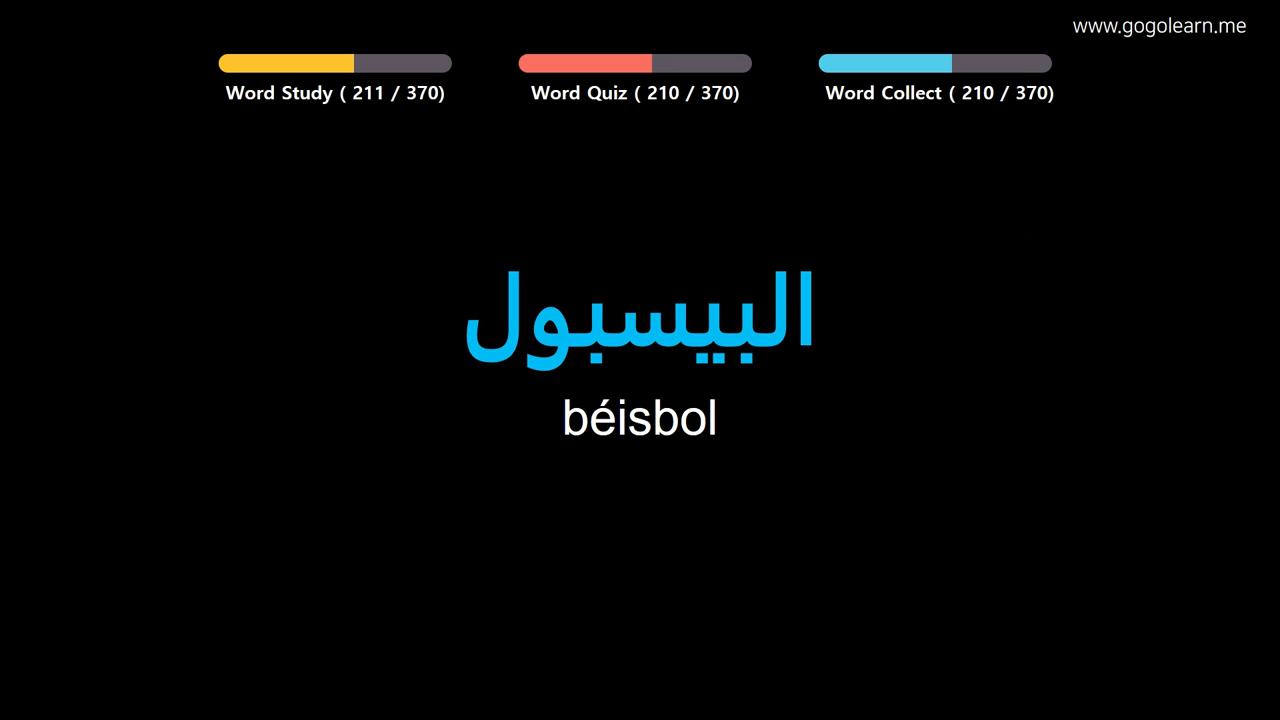 www.gogolearn.me
Word Study ( 211 / 370)
Word Quiz ( 210 / 370)
Word Collect ( 210 / 370)
البيسبول
béisbol